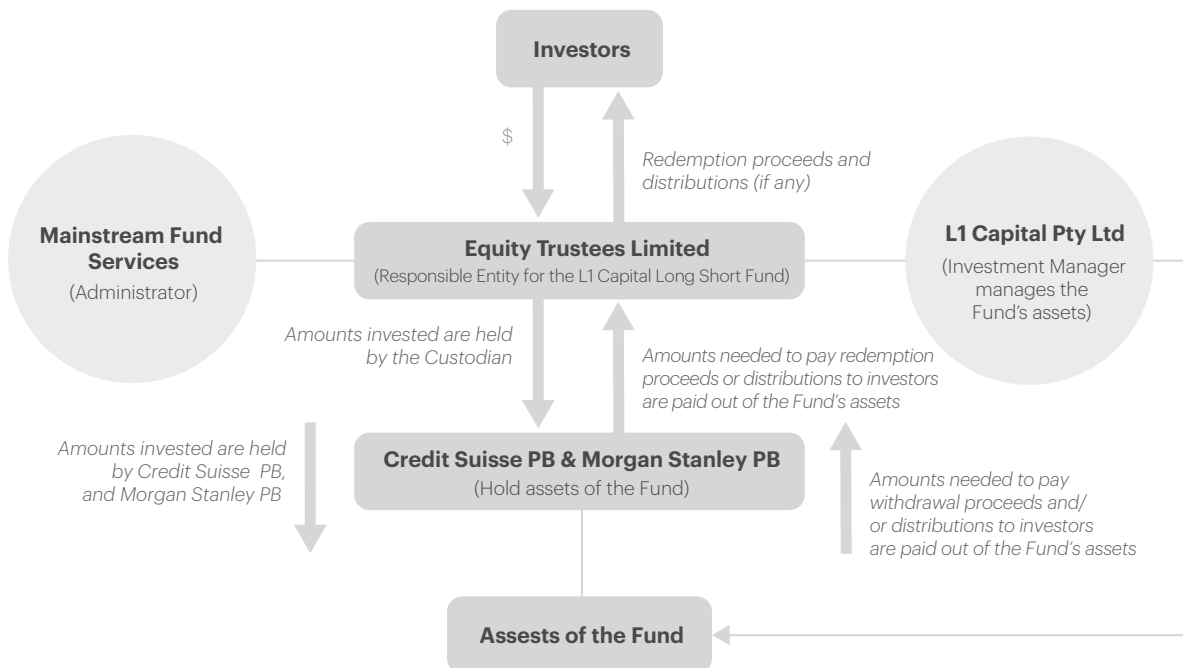 Investors
$
Redemption proceeds and
distributions (if any)
Mainstream Fund
Services
(Administrator)
Equity Trustees Limited
(Responsible Entity for the L1 Capital Long Short Fund)
L1 Capital Pty Ltd
(Investment Manager
manages the
Fund's assets)
Amounts invested are held
by the Custodian
Amounts needed to pay redemption
proceeds or distributions to investors
are paid out of the Fund's assets
Amounts invested are held
by Credit Suisse PB,
and Morgan Stanley PB
Credit Suisse PB & Morgan Stanley PB
(Hold assets of the Fund)
Amounts needed to pay
withdrawal proceeds and/
or distributions to investors
are paid out of the Fund's assets
Assests of the Fund